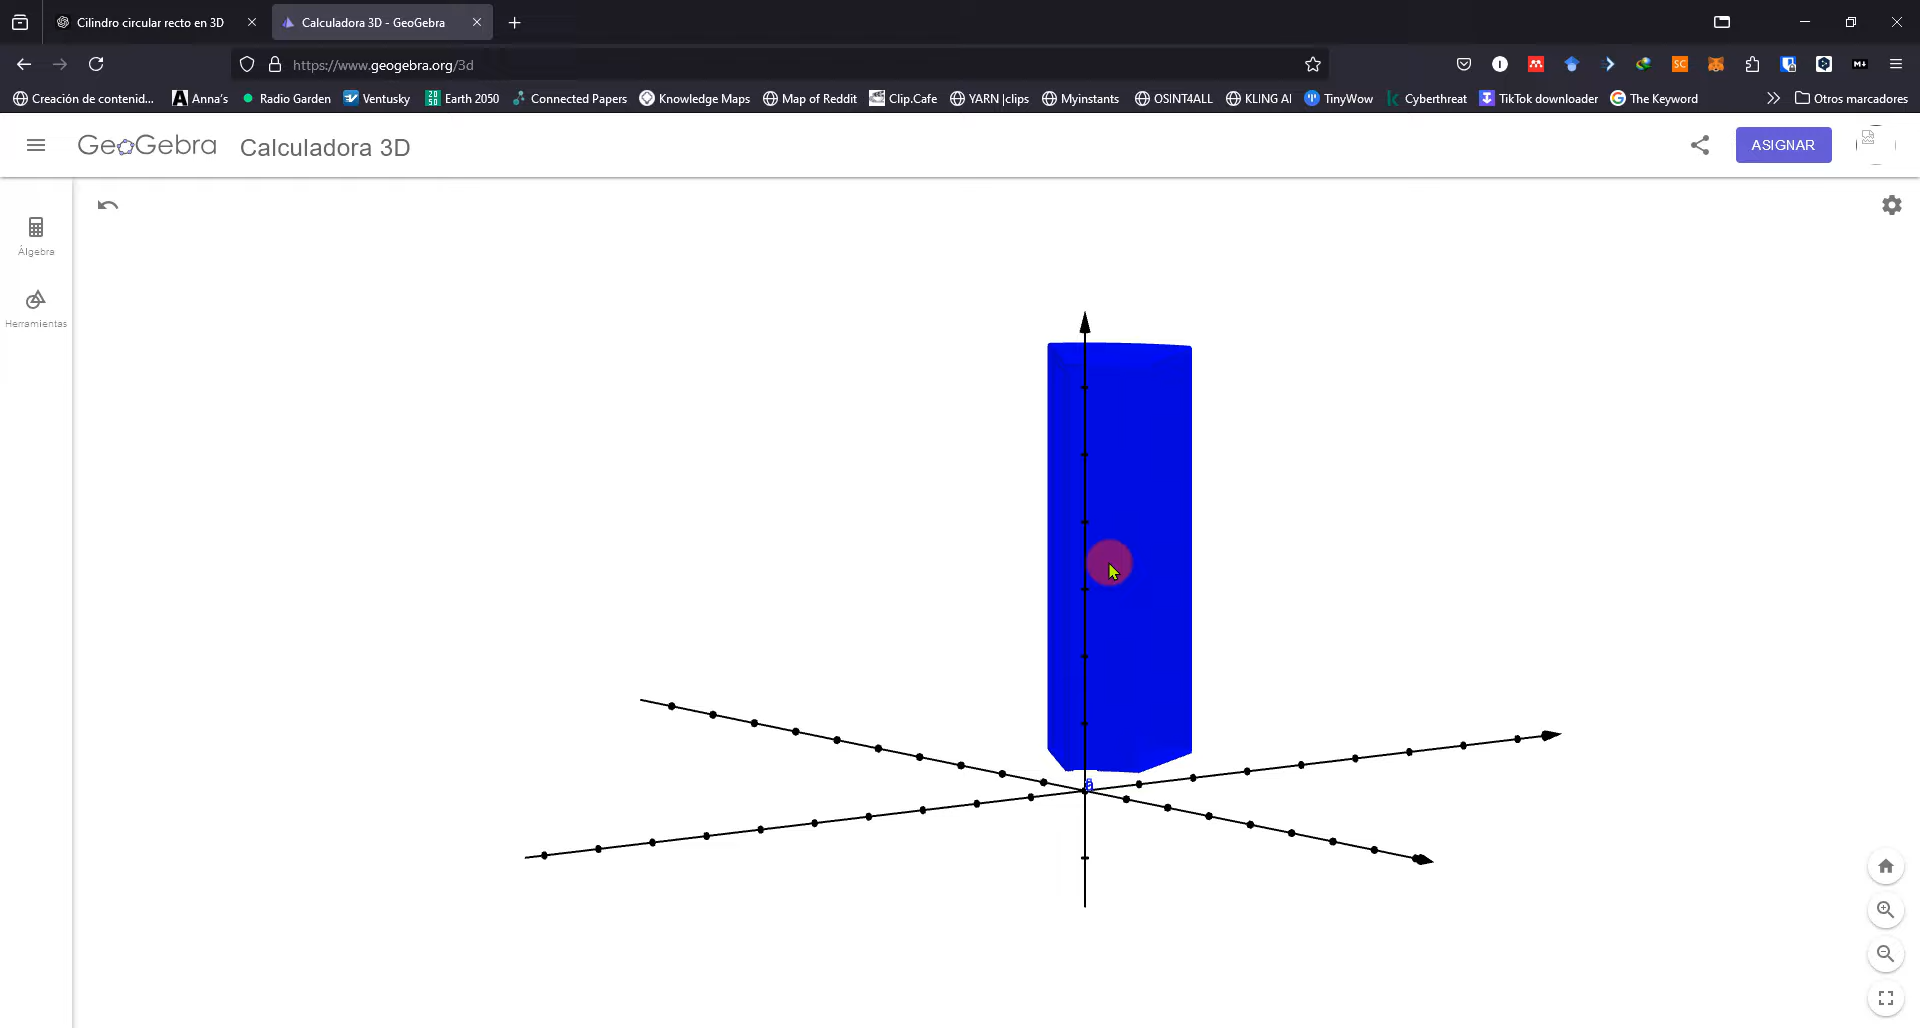 Cilindro circular recto en 3D
Calculadora 3D - GeoGebra
https://www.geogebra.org/3d
Creación de contenid... Anna's Radio Garden Ventusky Earth 2050 Connected Papers Knowledge Maps Map of Reddit Clip.Cafe YARN |clips Myinstants OSINT4ALL KLING AI TinyWow Cyberthreat TikTok downloader The Keyword Otros marcadores
GeoGebra Calculadora 3D ASIGNAR
Álgebra
Herramientas